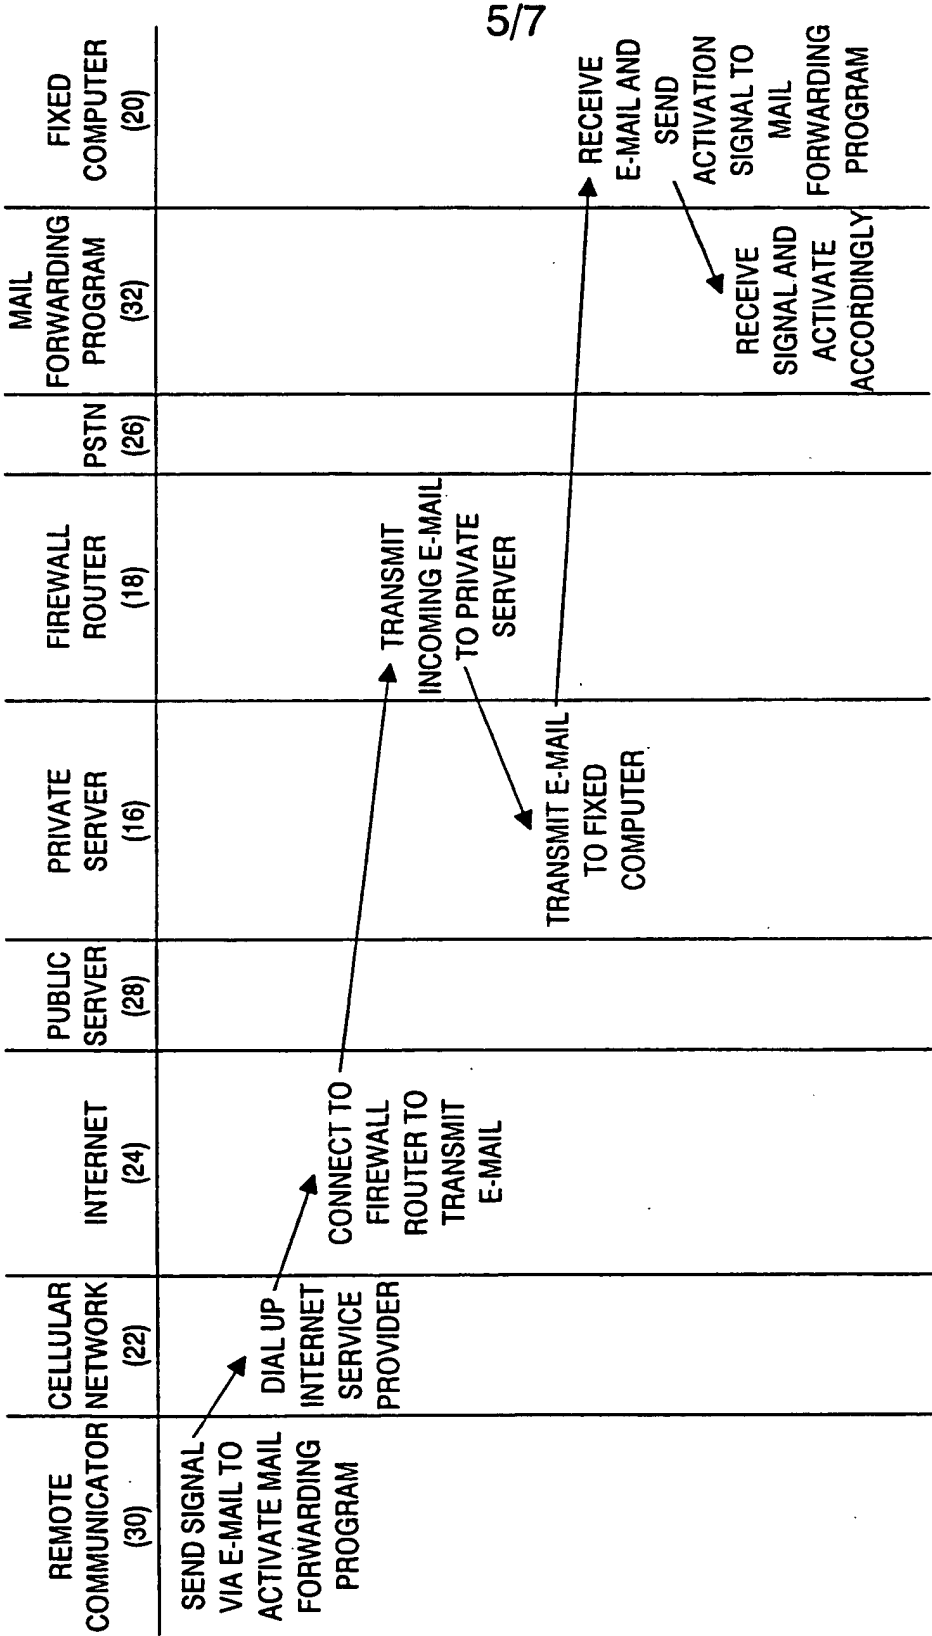 5/7
REMOTE
COMMUNICATOR
(30)
CELLULAR
NETWORK
(22)
INTERNET
(24)
PUBLIC
SERVER
(28)
PRIVATE
SERVER
(16)
FIREWALL
ROUTER
(18)
PSTN
(26)
MAIL
FORWARDING
PROGRAM
(32)
FIXED
COMPUTER
(20)
SEND SIGNAL
VIA E-MAIL TO
ACTIVATE MAIL
FORWARDING
PROGRAM
DIAL UP
INTERNET
SERVICE
PROVIDER
CONNECT TO
FIREWALL
ROUTER TO
TRANSMIT
E-MAIL
TRANSMIT
INCOMING E-MAIL
TO PRIVATE
SERVER
TRANSMIT E-MAIL
TO FIXED
COMPUTER
RECEIVE
E-MAIL AND
SEND
ACTIVATION
SIGNAL TO
MAIL
FORWARDING
PROGRAM
RECEIVE
SIGNAL AND
ACTIVATE
ACCORDINGLY